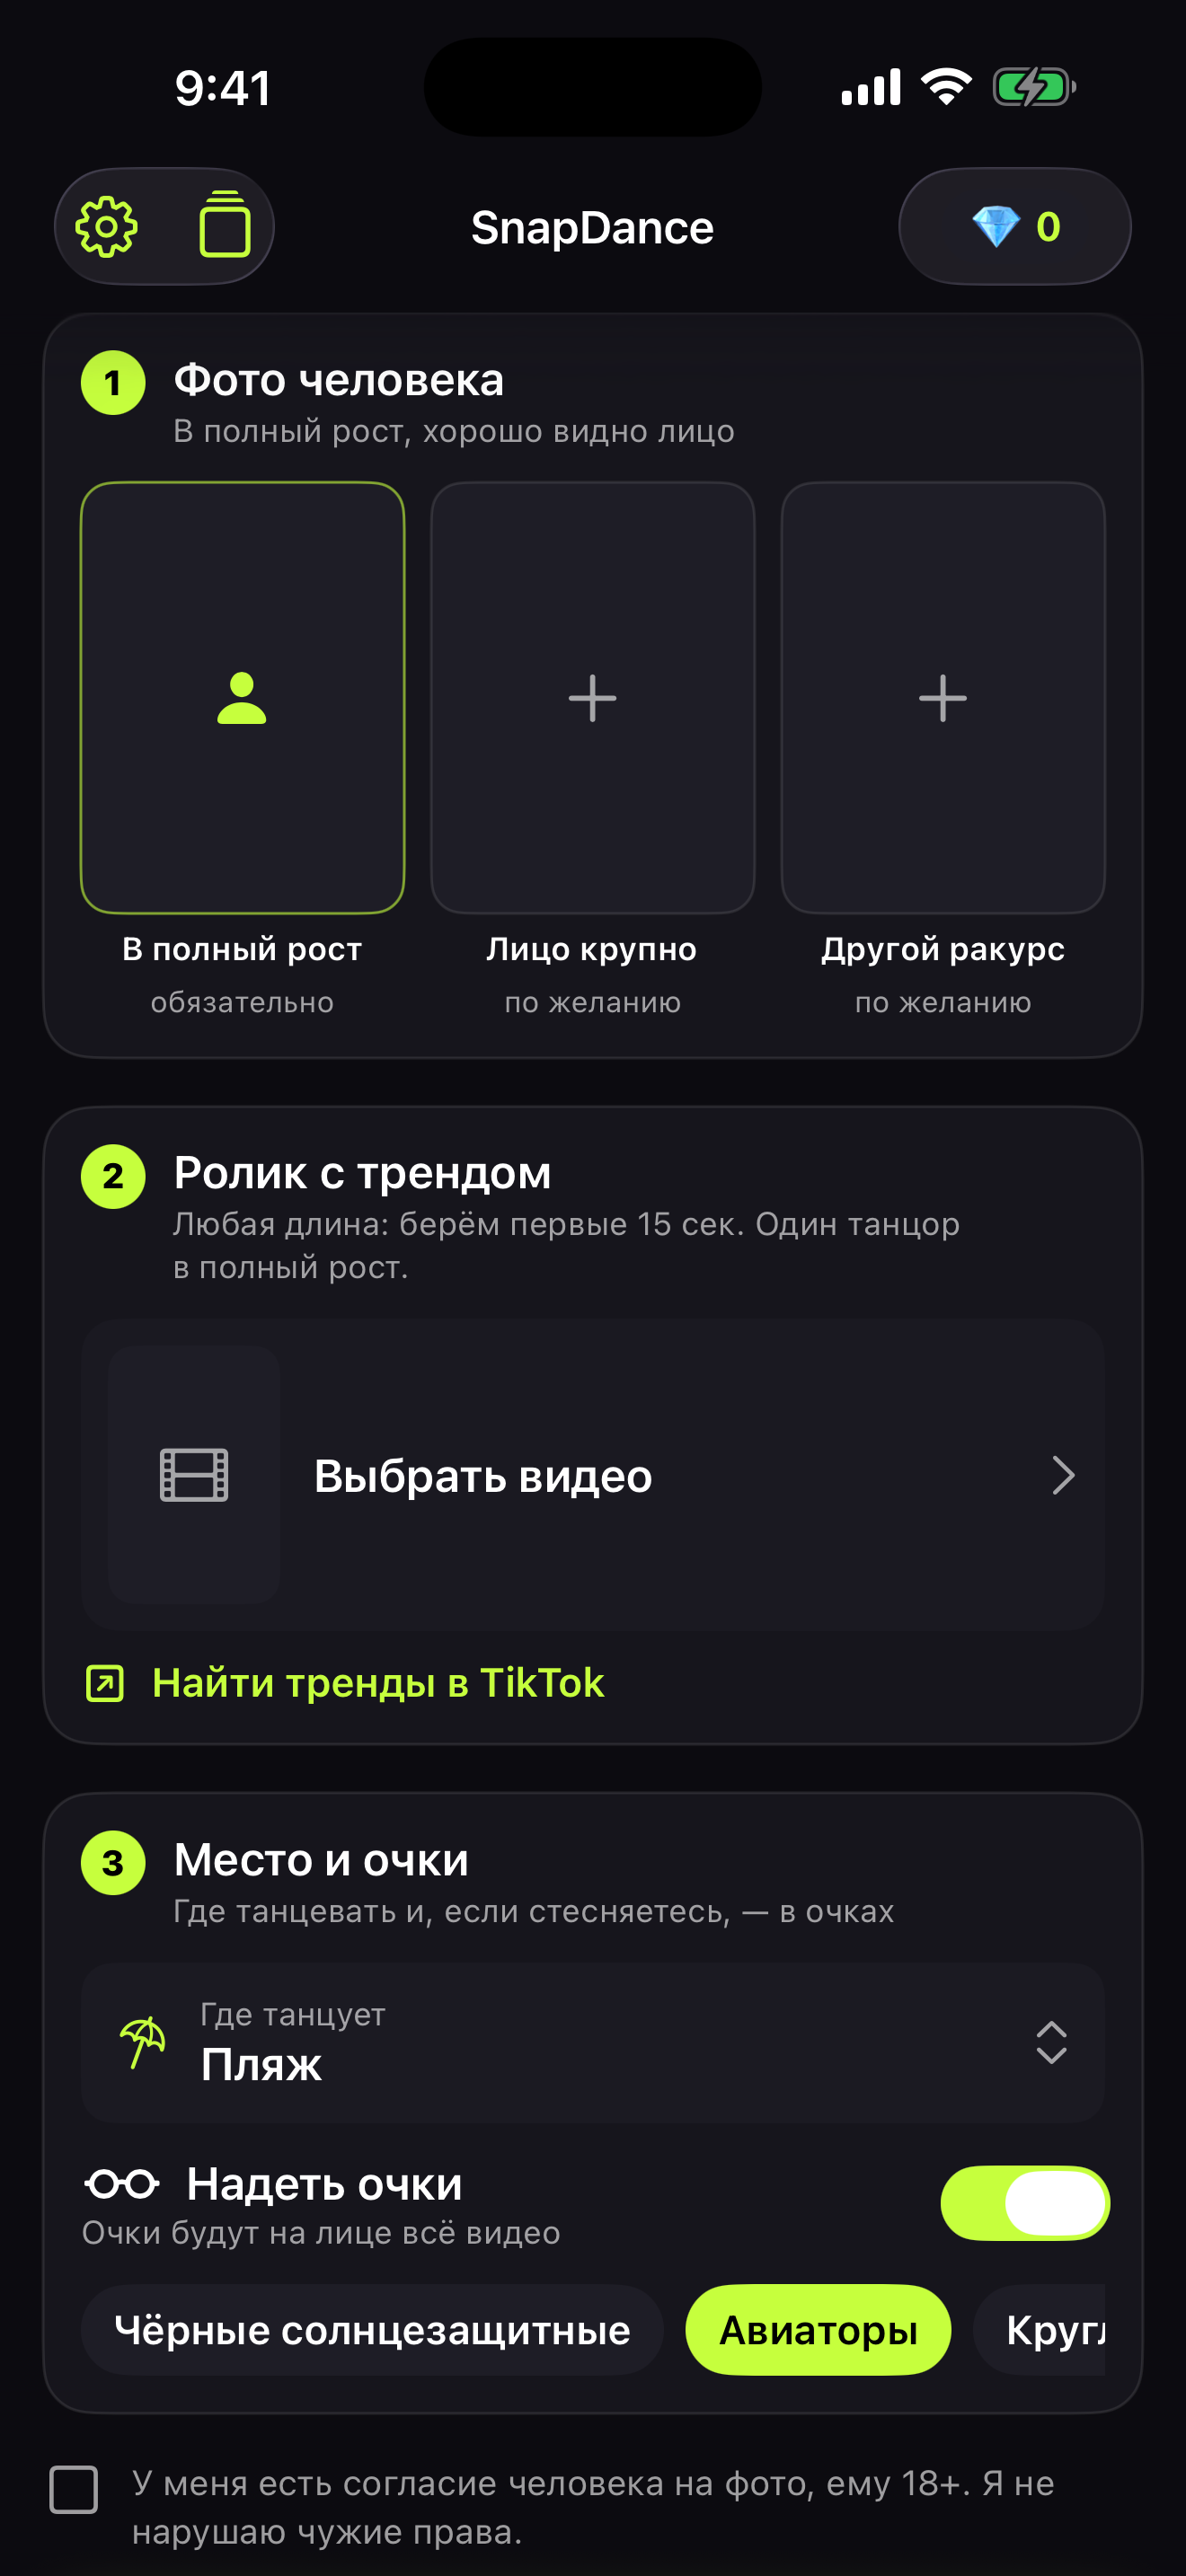 9:41
SnapDance
💎 0
1
Фото человека
В полный рост, хорошо видно лицо
В полный рост
обязательно
Лицо крупно
по желанию
Другой ракурс
по желанию
2
Ролик с трендом
Любая длина: берём первые 15 сек. Один танцор
в полный рост.
Выбрать видео
Найти тренды в TikTok
3
Место и очки
Где танцевать и, если стесняетесь, — в очках
Где танцует
Пляж
Надеть очки
Очки будут на лице всё видео
Чёрные солнцезащитные
Авиаторы
У меня есть согласие человека на фото, ему 18+. Я не
нарушаю чужие права.